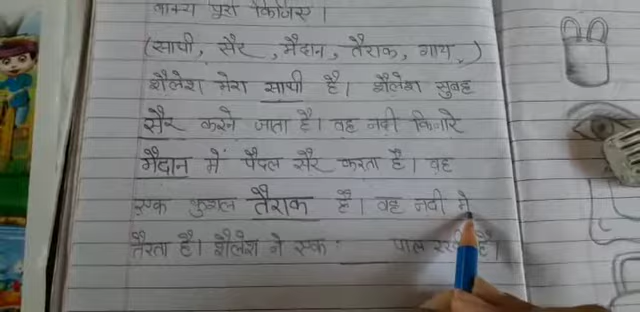 वाक्य पूरा कीजिए।
(साथी, सैर, मैदान, तैराक, गाय,)
शैलेश मेरा साथी है। शैलेश सुबह
सैर करने जाता है। वह नदी किनारे
मैदान में पैदल सैर करता है। वह
एक कुशल तैराक है। वह नदी मे
तैरता है। शैलेश ने एक पाल रखी है।